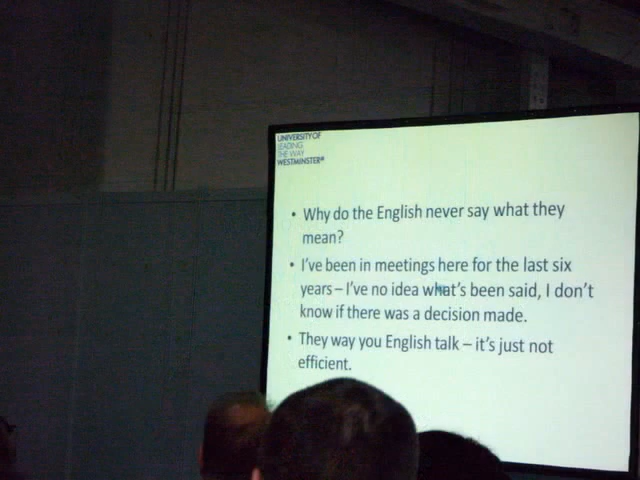 UNIVERSITY OF
LEADING
THE WAY
WESTMINSTER
• Why do the English never say what they
mean?
• I've been in meetings here for the last six
years – I've no idea what's been said, I don't
know if there was a decision made.
• They way you English talk – it's just not
efficient.